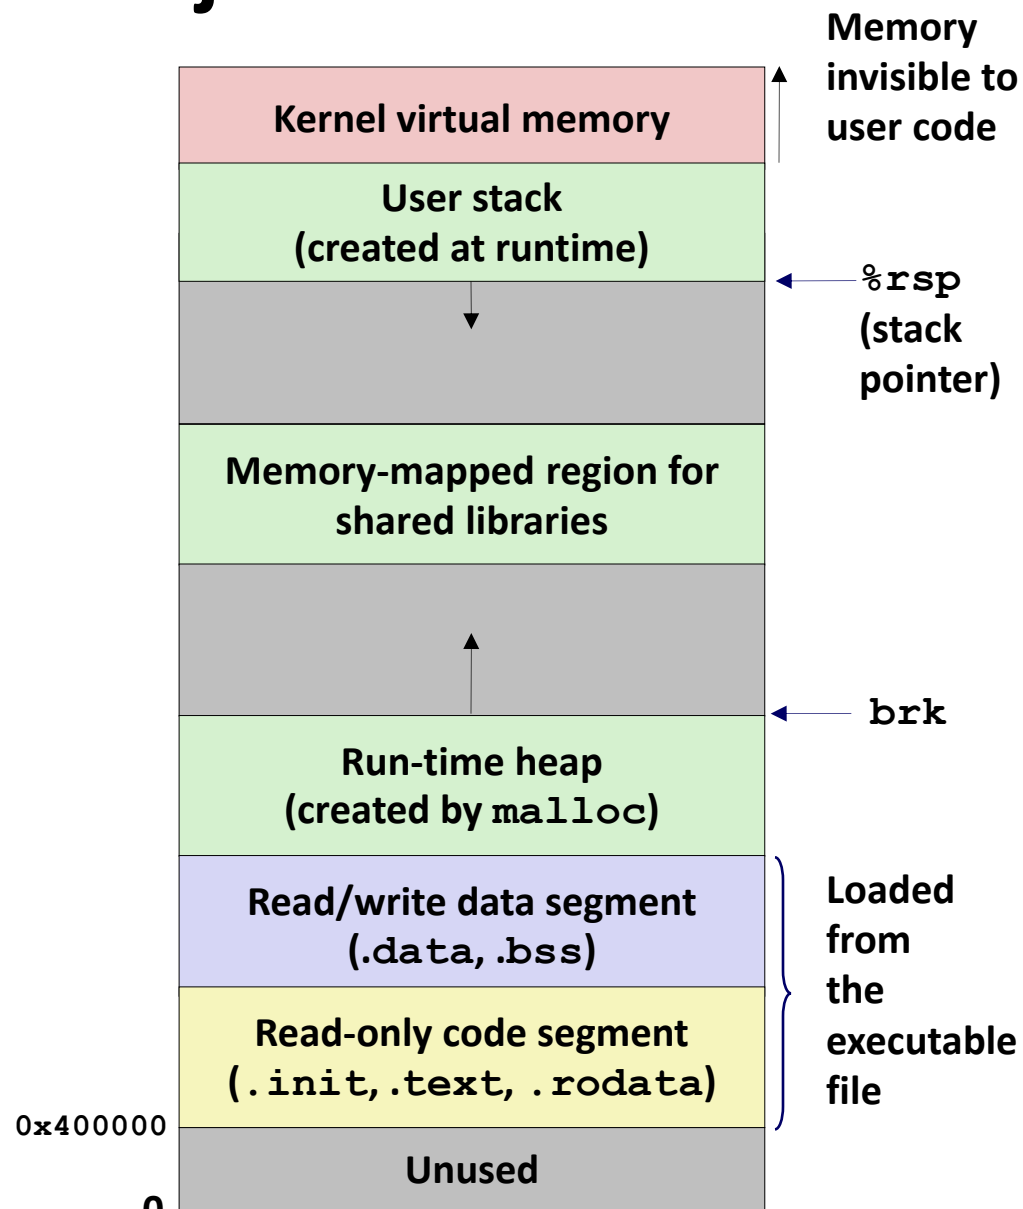 Memory
invisible to
user code
Kernel virtual memory
User stack
(created at runtime)
%rsp
(stack
pointer)
Memory-mapped region for
shared libraries
brk
Run-time heap
(created by malloc)
Read/write data segment
(.data, .bss)
Loaded
from
the
executable
file
Read-only code segment
(.init, .text, .rodata)
0x400000
Unused
0